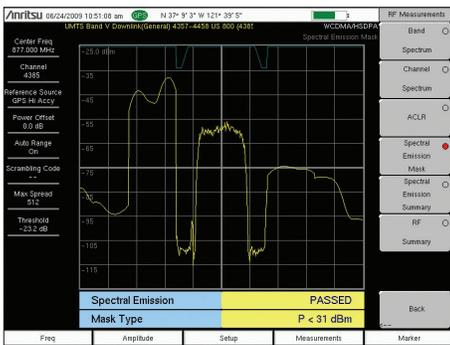 Anritsu 06/24/2009 10:51:08 am GPS N 37° 9' 3" W 121° 39' 5"
RF Measurements
UMTS Band V Downlink(General) 4357-4458 US 800 (4385
WCDMA/HSDPA
Spectral Emission Mask
Center Freq
877.000 MHz
Channel
4385
Reference Source
GPS Hi Accy
Power Offset
0.0 dB
Auto Range
On
Scrambling Code
--
Max Spread
512
Threshold
-23.2 dB
-25.0 dBm
-35
-45
-55
-65
-75
-85
-95
-105
-115
Spectral Emission PASSED
Mask Type P < 31 dBm
Band
Spectrum
Channel
Spectrum
ACLR
Spectral
Emission
Mask
Spectral
Emission
Summary
RF
Summary
Back
<--
Freq Amplitude Setup Measurements Marker